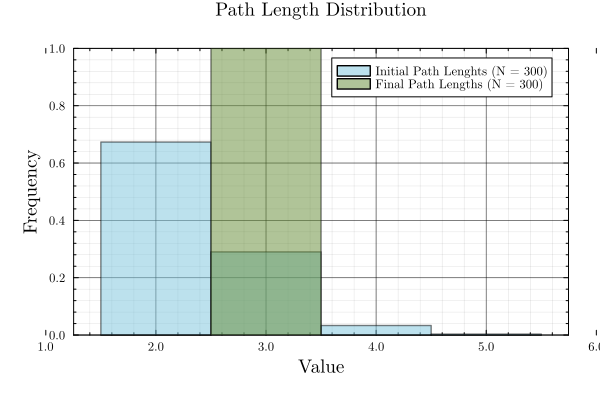 Path Length Distribution
Initial Path Lenghts (N = 300)
Final Path Lengths (N = 300)
Frequency
1.0
0.8
0.6
0.4
0.2
0.0
1.0 2.0 3.0 4.0 5.0 6.0
Value